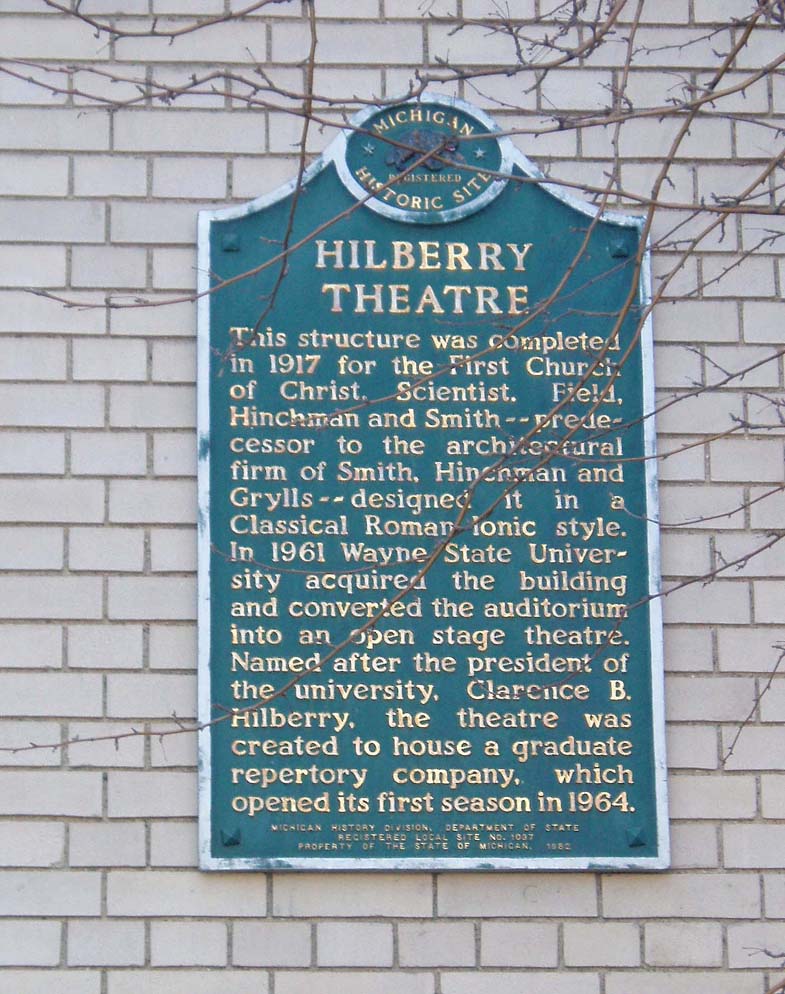 MICHIGAN
REGISTERED
HISTORIC SITE
HILBERRY
THEATRE
This structure was completed
in 1917 for the First Church
of Christ, Scientist. Field,
Hinchman and Smith--prede-
cessor to the architectural
firm of Smith, Hinchman and
Grylls--designed it in a
Classical Roman Ionic style.
In 1961 Wayne State Univer-
sity acquired the building
and converted the auditorium
into an open stage theatre.
Named after the president of
the university, Clarence B.
Hilberry, the theatre was
created to house a graduate
repertory company, which
opened its first season in 1964.
MICHIGAN HISTORY DIVISION, DEPARTMENT OF STATE
REGISTERED LOCAL SITE NO. 1037
PROPERTY OF THE STATE OF MICHIGAN, 1982